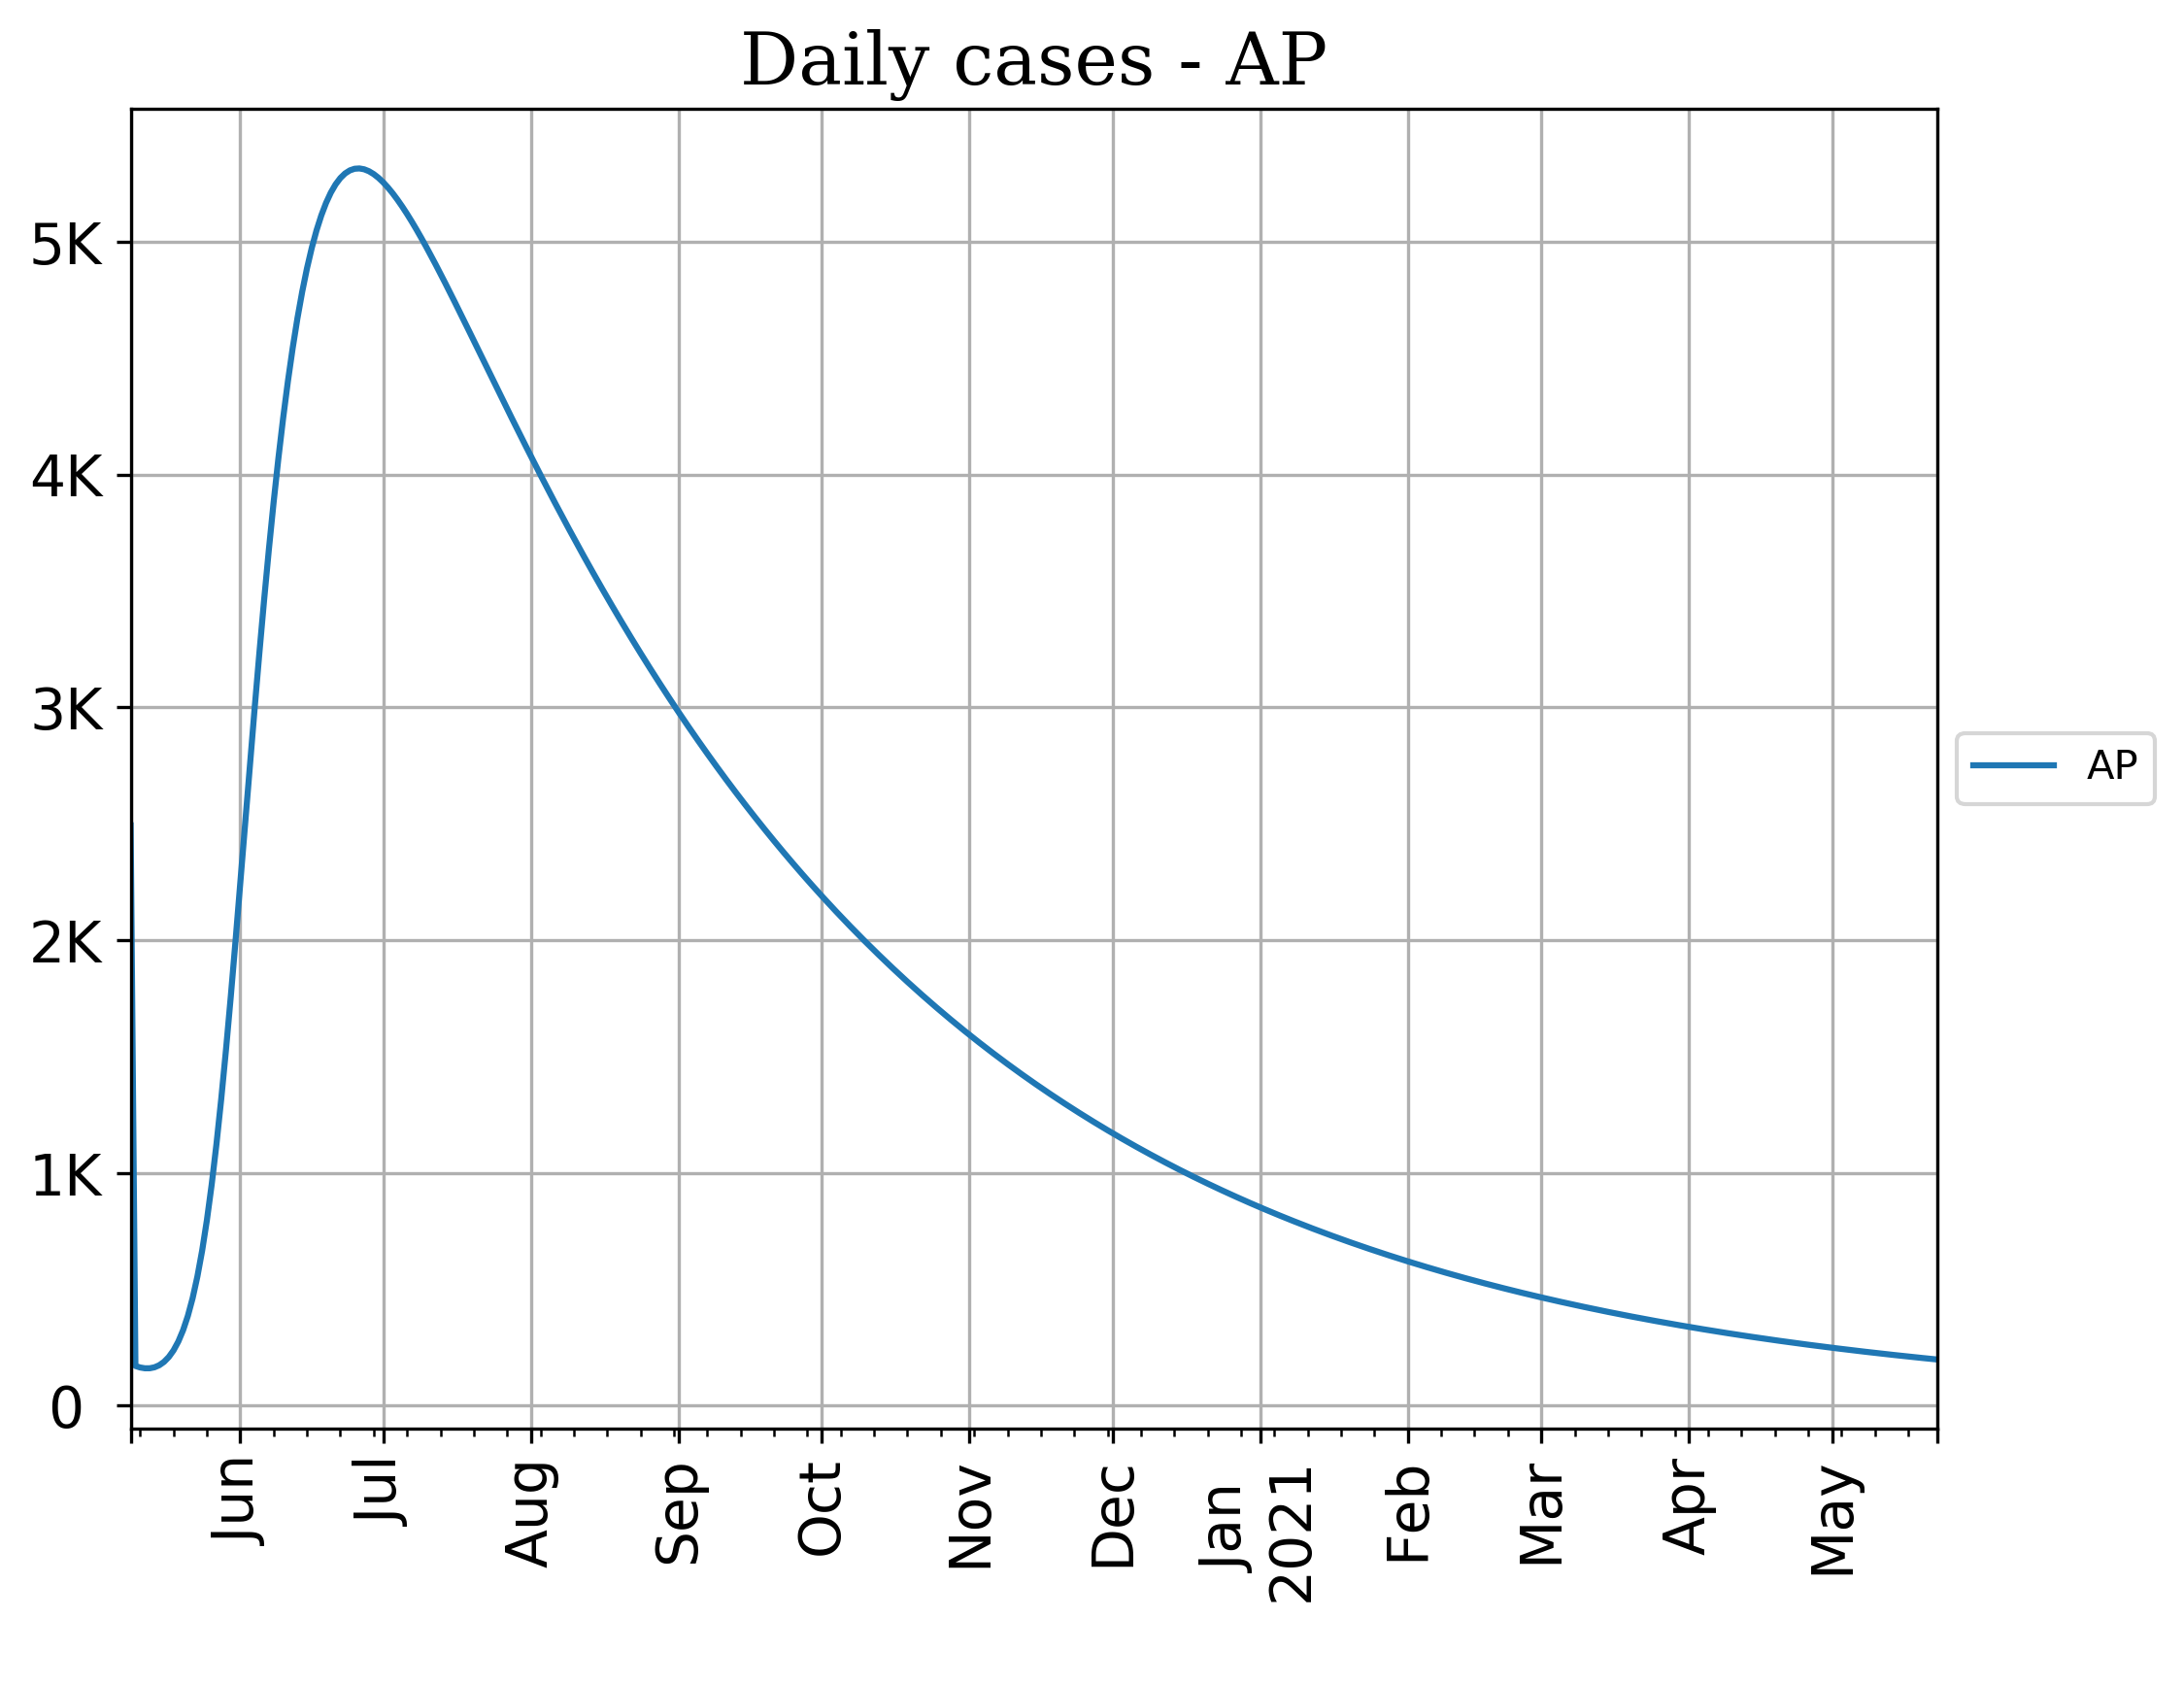 Daily cases - AP
5K
4K
3K
2K
1K
0
AP
Jun
Jul
Aug
Sep
Oct
Nov
Dec
Jan
2021
Feb
Mar
Apr
May